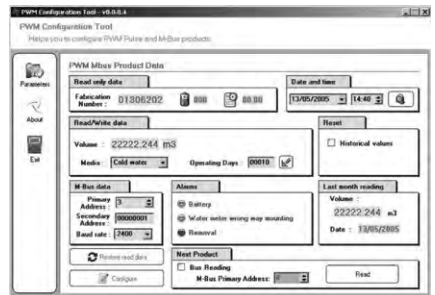 PWM Configuration Tool - v0.0.0.4
PWM Configuration Tool
Helps you to configure PWM Pulse and M-Bus products.
Parameters
About
Exit
PWM Mbus Product Data
Read only data
Fabrication Number : 01306202
000
00.00
Date and time
13/05/2005 14:40
Read/Write data
Volume : 22222.244 m3
Media : Cold water
Operating Days : 00010
Reset
Historical values
M-Bus data
Primary Address : 3
Secondary Address : 00000001
Baud rate : 2400
Alarms
Battery
Water meter wrong way mounting
Removal
Last month reading
Volume :
22222.244 m3
Date : 13/05/2005
Restore read data
Configure
Next Product
Bus Reading
M-Bus Primary Address:
Read